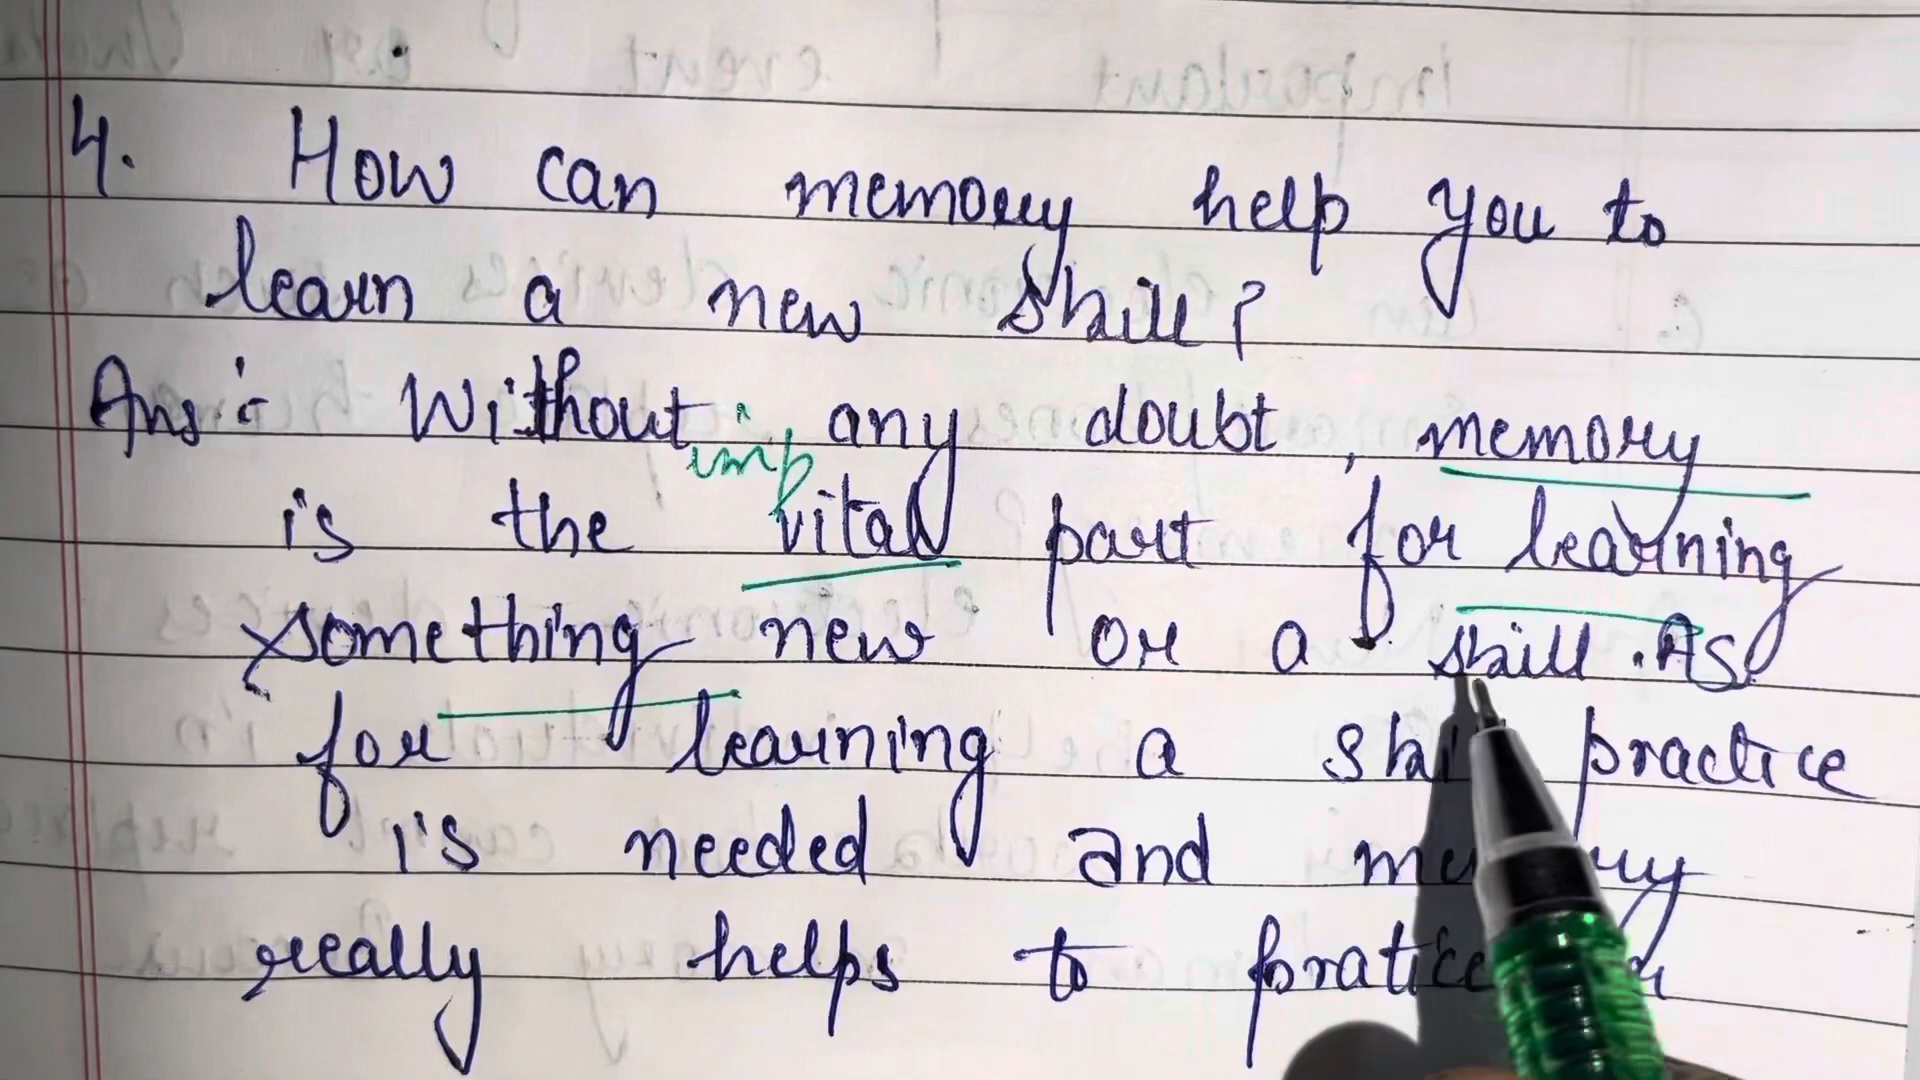 4. How can memory help you to
learn a new skill?
Ans :- Without any doubt, memory
imp
is the vital part for learning
something new or a skill. As
for learning a skill practice
is needed and memory
really helps to pratice